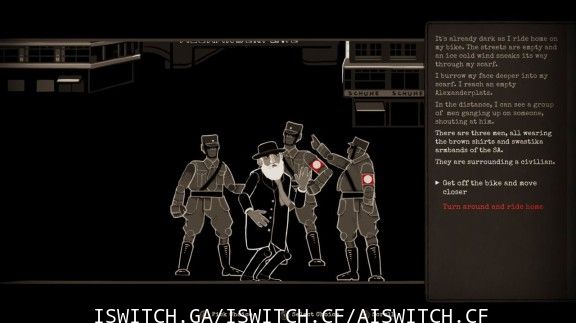 SCHUHE
SCHUHE
It's already dark as I ride home on
my bike. The streets are empty and
an ice cold wind sneaks its way
through my scarf.
I burrow my face deeper into my
scarf. I reach an empty
Alexanderplatz.
In the distance, I can see a group
of men ganging up on someone,
shouting at him.
There are three men, all wearing
the brown shirts and swastika
armbands of the SA.
They are surrounding a civilian.
Get off the bike and move
closer
Turn around and ride home
ISWITCH.GA/ISWITCH.CF/AISWITCH.CF